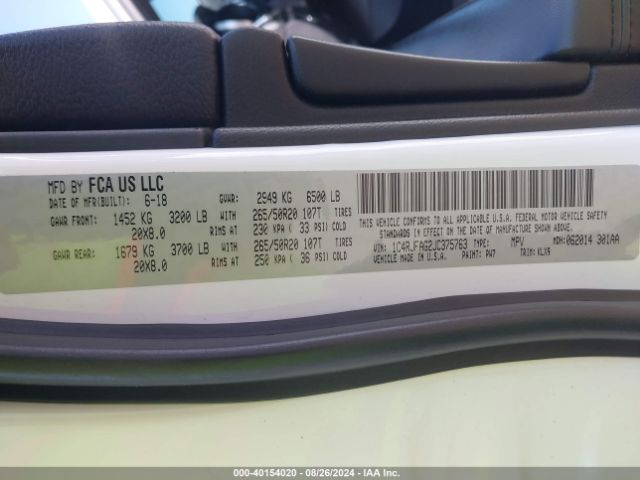 MFD BY FCA US LLC
DATE OF MFR(BUILT): 6-18 GVWR: 2949 KG 6500 LB
GAWR FRONT: 1452 KG 3200 LB WITH 265/50R20 107T TIRES
20X8.0 RIMS AT 230 KPA ( 33 PSI) COLD
GAWR REAR: 1679 KG 3700 LB WITH 265/50R20 107T TIRES
20X8.0 RIMS AT 250 KPA ( 36 PSI) COLD
THIS VEHICLE CONFORMS TO ALL APPLICABLE U.S.A. FEDERAL MOTOR VEHICLE SAFETY
STANDARDS IN EFFECT ON THE DATE OF MANUFACTURE SHOWN ABOVE.
VIN: 1C4RJFAG2JC375763 TYPE: MPV MDH: 062014 301AA
VEHICLE MADE IN U.S.A. PAINT: PW7 TRIM: KLX9
000-40154020 - 08/26/2024 - IAAI.COM